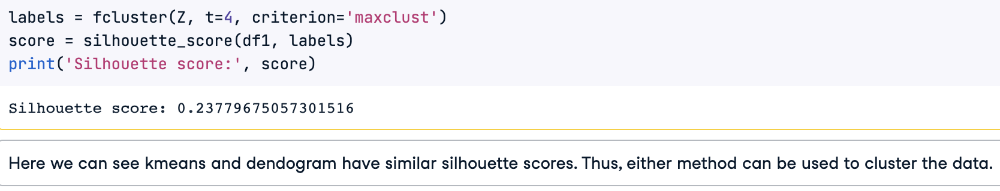 labels = fcluster(Z, t=4, criterion='maxclust')
score = silhouette_score(df1, labels)
print('Silhouette score:', score)
Silhouette score: 0.23779675057301516
Here we can see kmeans and dendogram have similar silhouette scores. Thus, either method can be used to cluster the data.